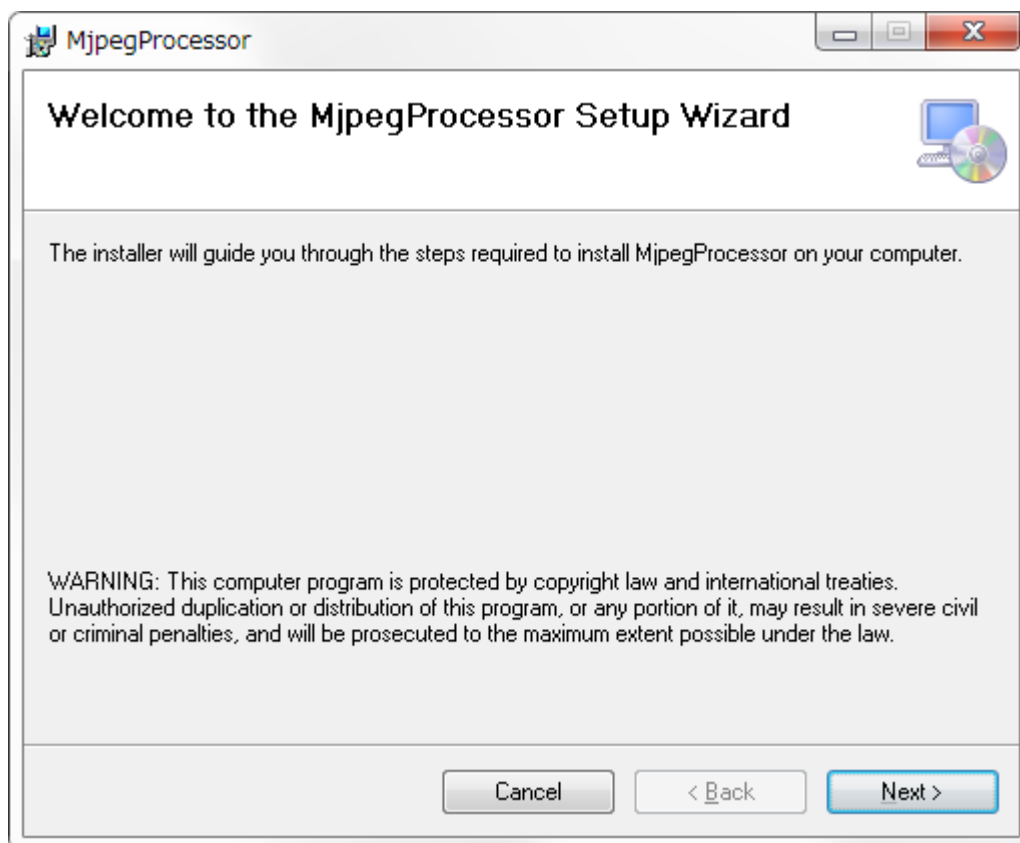 MjpegProcessor
Welcome to the MjpegProcessor Setup Wizard
The installer will guide you through the steps required to install MjpegProcessor on your computer.
WARNING: This computer program is protected by copyright law and international treaties.
Unauthorized duplication or distribution of this program, or any portion of it, may result in severe civil
or criminal penalties, and will be prosecuted to the maximum extent possible under the law.
Cancel
< Back
Next >